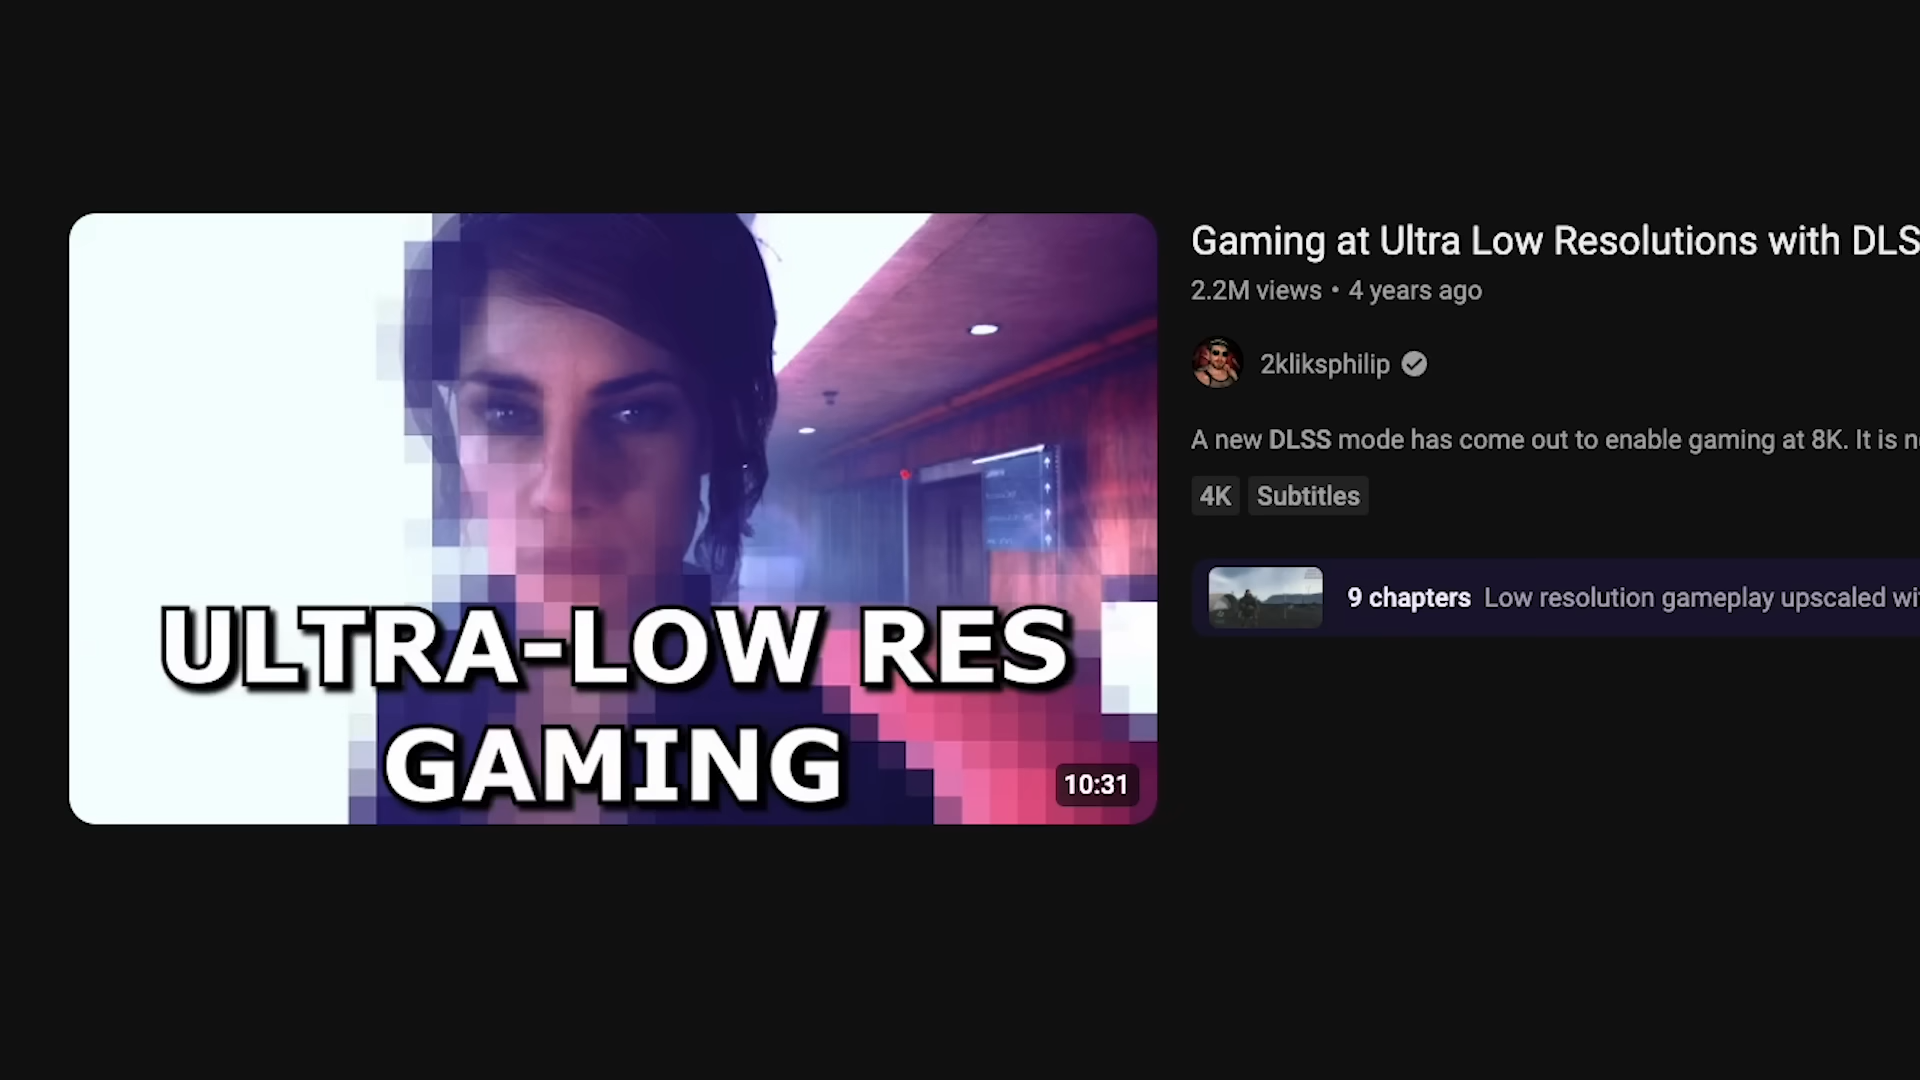 ULTRA-LOW RES
GAMING
10:31
Gaming at Ultra Low Resolutions with DLS
2.2M views • 4 years ago
2kliksphilip
A new DLSS mode has come out to enable gaming at 8K. It is n
4K Subtitles
9 chapters Low resolution gameplay upscaled wi